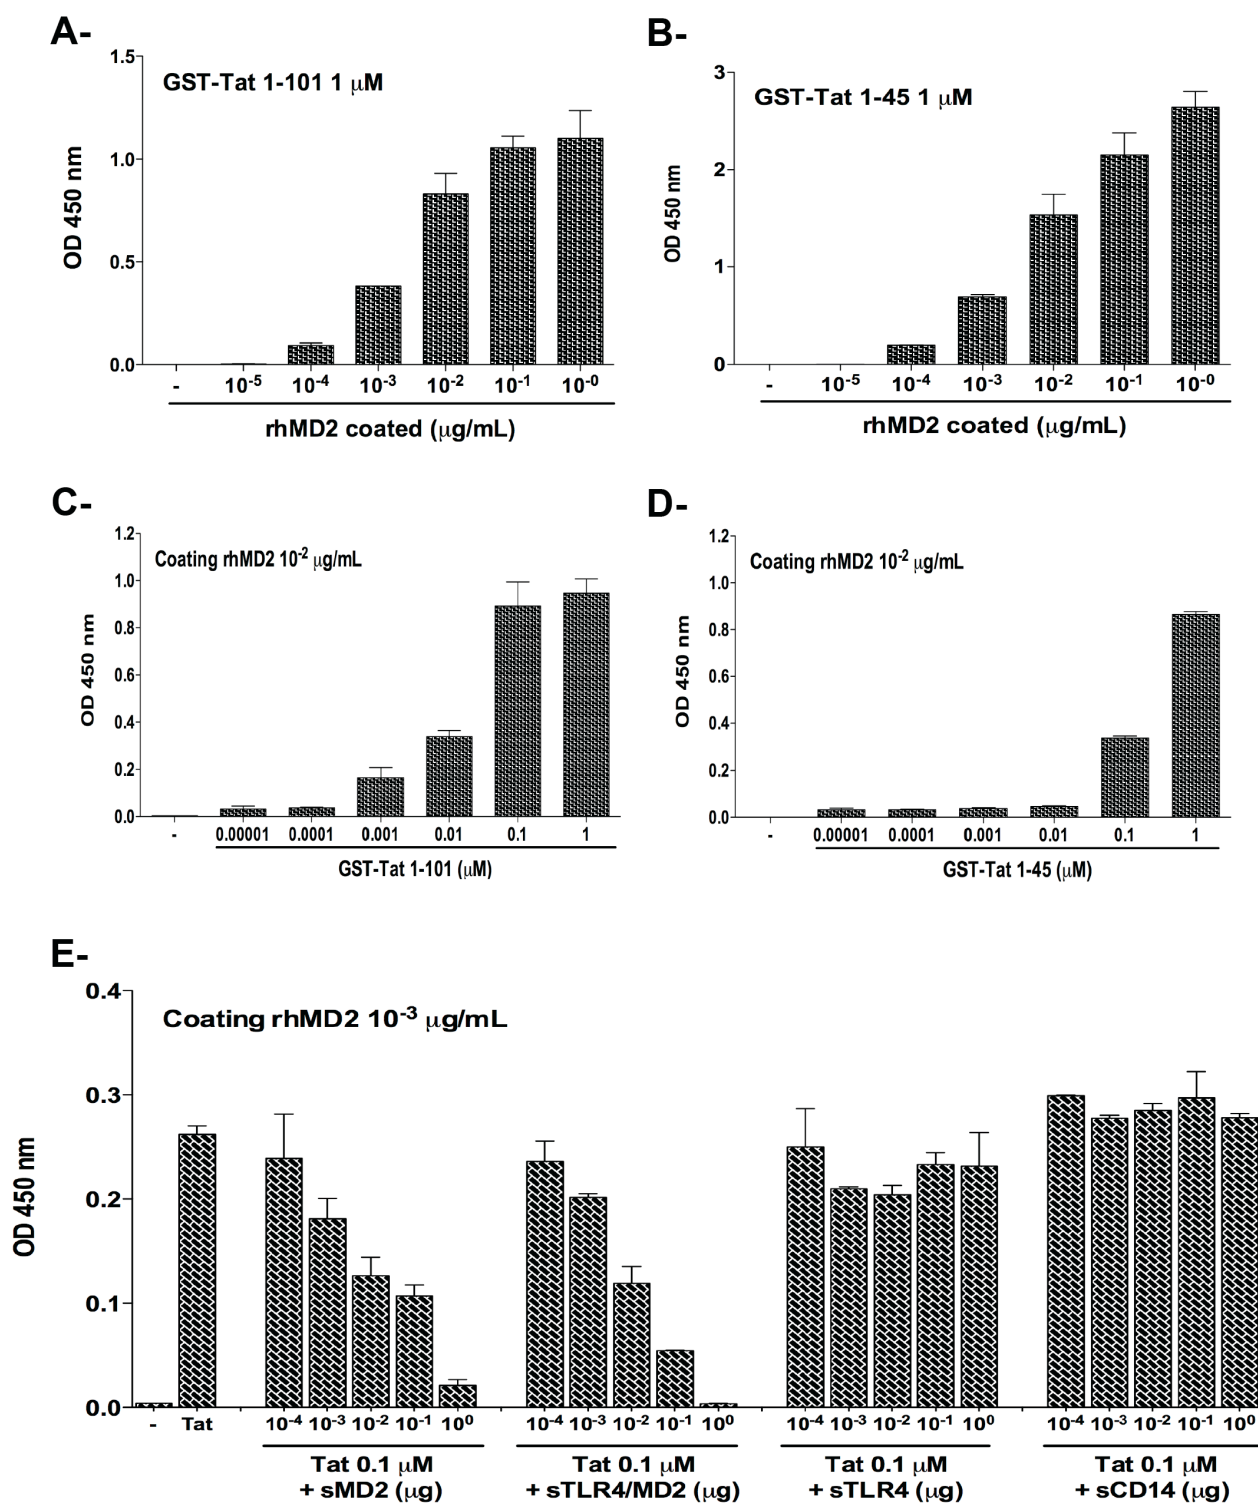 A-
GST-Tat 1-101 1 μM
1.5
1.0
0.5
0.0
OD 450 nm
- 10⁻⁵ 10⁻⁴ 10⁻³ 10⁻² 10⁻¹ 10⁻⁰
rhMD2 coated (μg/mL)
B-
GST-Tat 1-45 1 μM
3
2
1
0
OD 450 nm
- 10⁻⁵ 10⁻⁴ 10⁻³ 10⁻² 10⁻¹ 10⁻⁰
rhMD2 coated (μg/mL)
C-
Coating rhMD2 10⁻² μg/mL
1.2
1.0
0.8
0.6
0.4
0.2
0.0
OD 450 nm
- 0.00001 0.0001 0.001 0.01 0.1 1
GST-Tat 1-101 (μM)
D-
Coating rhMD2 10⁻² μg/mL
1.2
1.0
0.8
0.6
0.4
0.2
0.0
OD 450 nm
- 0.00001 0.0001 0.001 0.01 0.1 1
GST-Tat 1-45 (μM)
E-
Coating rhMD2 10⁻³ μg/mL
0.4
0.3
0.2
0.1
0.0
OD 450 nm
- Tat 10⁻⁴ 10⁻³ 10⁻² 10⁻¹ 10⁰ 10⁻⁴ 10⁻³ 10⁻² 10⁻¹ 10⁰ 10⁻⁴ 10⁻³ 10⁻² 10⁻¹ 10⁰ 10⁻⁴ 10⁻³ 10⁻² 10⁻¹ 10⁰
Tat 0.1 μM
+ sMD2 (μg)
Tat 0.1 μM
+ sTLR4/MD2 (μg)
Tat 0.1 μM
+ sTLR4 (μg)
Tat 0.1 μM
+ sCD14 (μg)